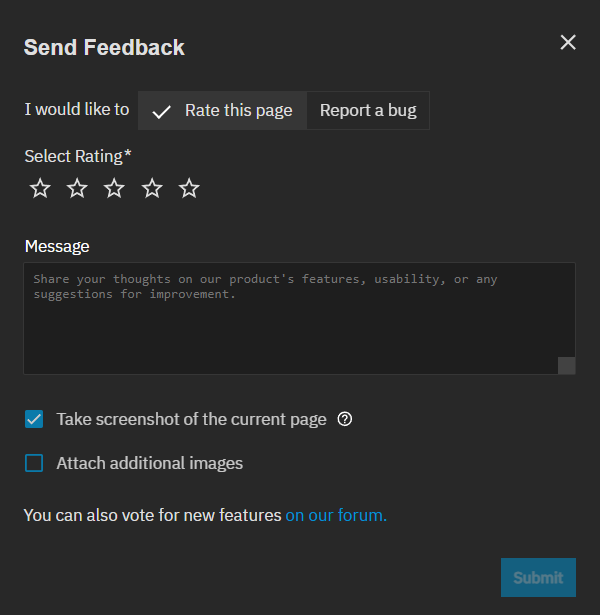 Send Feedback
I would like to Rate this page Report a bug
Select Rating*
Message
Share your thoughts on our product's features, usability, or any
suggestions for improvement.
Take screenshot of the current page
Attach additional images
You can also vote for new features on our forum.
Submit